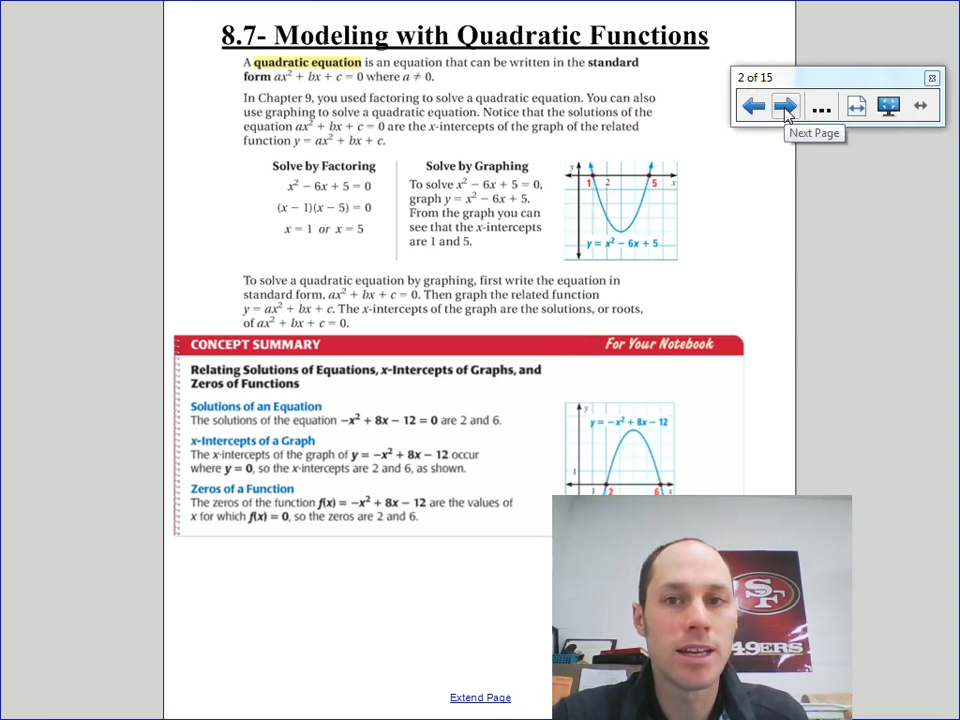 8.7- Modeling with Quadratic Functions
A quadratic equation is an equation that can be written in the standard
form ax² + bx + c = 0 where a ≠ 0.
In Chapter 9, you used factoring to solve a quadratic equation. You can also
use graphing to solve a quadratic equation. Notice that the solutions of the
equation ax² + bx + c = 0 are the x-intercepts of the graph of the related
function y = ax² + bx + c.
Solve by Factoring
x² − 6x + 5 = 0
(x − 1)(x − 5) = 0
x = 1 or x = 5
Solve by Graphing
To solve x² − 6x + 5 = 0,
graph y = x² − 6x + 5.
From the graph you can
see that the x-intercepts
are 1 and 5.
y
1 2 5 x
y = x² − 6x + 5
To solve a quadratic equation by graphing, first write the equation in
standard form, ax² + bx + c = 0. Then graph the related function
y = ax² + bx + c. The x-intercepts of the graph are the solutions, or roots,
of ax² + bx + c = 0.
CONCEPT SUMMARY
For Your Notebook
Relating Solutions of Equations, x-Intercepts of Graphs, and
Zeros of Functions
Solutions of an Equation
The solutions of the equation −x² + 8x − 12 = 0 are 2 and 6.
x-Intercepts of a Graph
The x-intercepts of the graph of y = −x² + 8x − 12 occur
where y = 0, so the x-intercepts are 2 and 6, as shown.
Zeros of a Function
The zeros of the function f(x) = −x² + 8x − 12 are the values of
x for which f(x) = 0, so the zeros are 2 and 6.
y
y = −x² + 8x − 12
1
1 2 6 x
2 of 15
...
Next Page
SF
49ERS
Extend Page